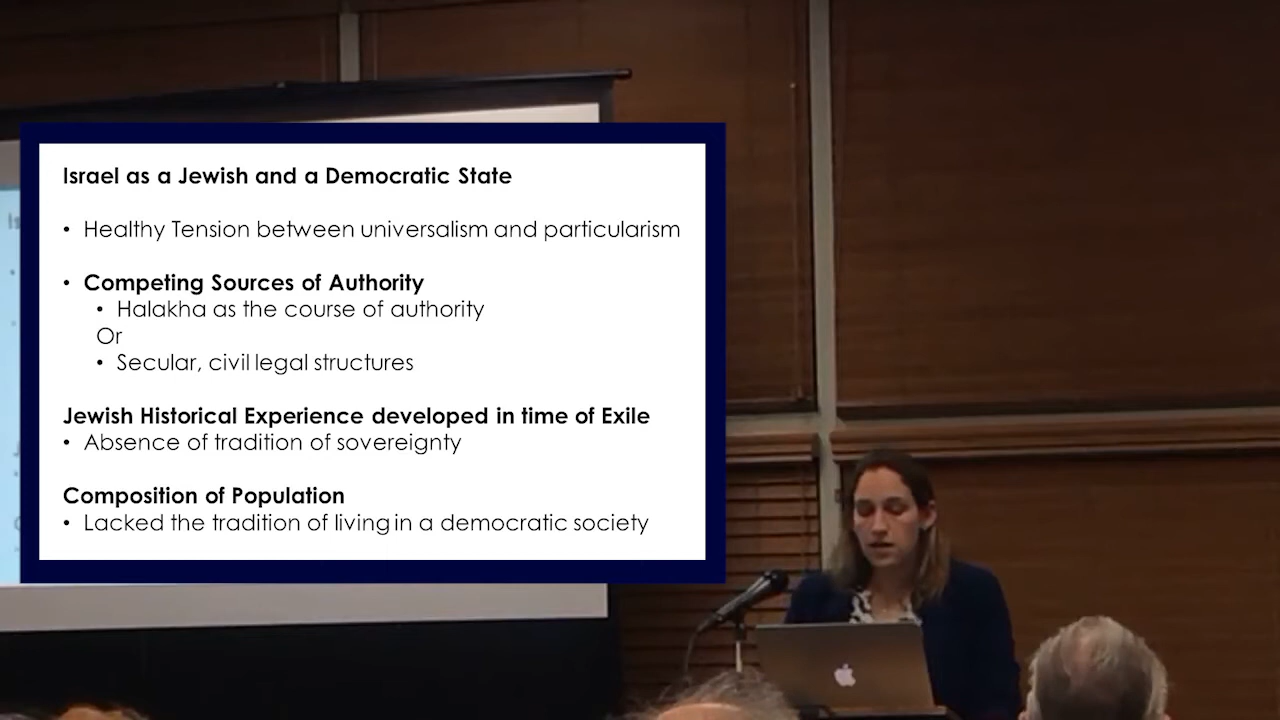 Israel as a Jewish and a Democratic State
• Healthy Tension between universalism and particularism
• Competing Sources of Authority
• Halakha as the course of authority
Or
• Secular, civil legal structures
Jewish Historical Experience developed in time of Exile
• Absence of tradition of sovereignty
Composition of Population
• Lacked the tradition of living in a democratic society